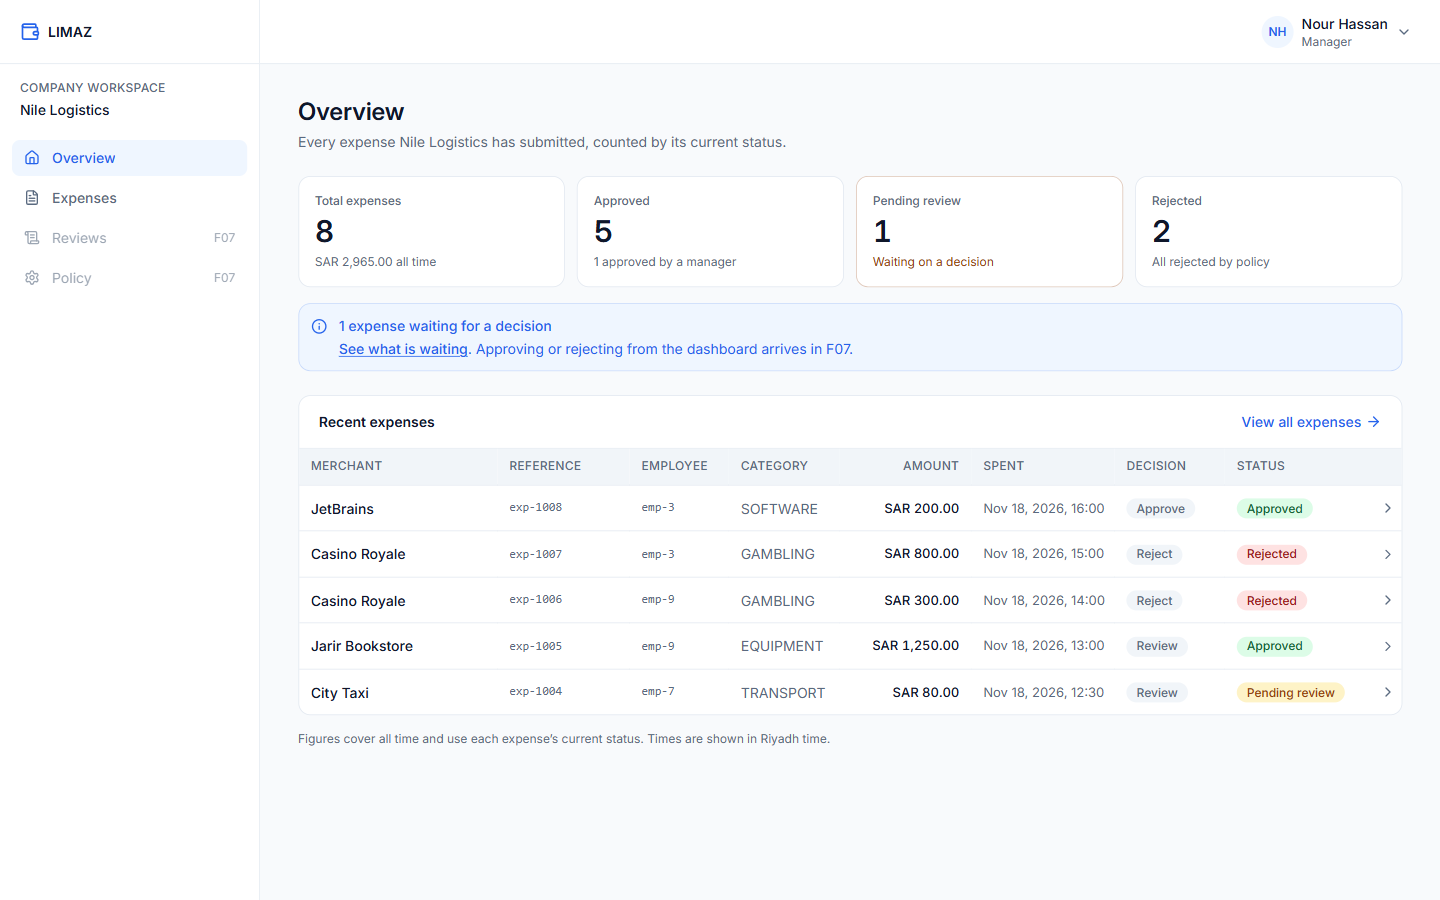 LIMAZ
NH
Nour Hassan
Manager
COMPANY WORKSPACE
Nile Logistics
Overview
Expenses
Reviews F07
Policy F07
Overview
Every expense Nile Logistics has submitted, counted by its current status.
Total expenses
8
SAR 2,965.00 all time
Approved
5
1 approved by a manager
Pending review
1
Waiting on a decision
Rejected
2
All rejected by policy
1 expense waiting for a decision
See what is waiting. Approving or rejecting from the dashboard arrives in F07.
Recent expenses View all expenses
MERCHANT REFERENCE EMPLOYEE CATEGORY AMOUNT SPENT DECISION STATUS
JetBrains exp-1008 emp-3 SOFTWARE SAR 200.00 Nov 18, 2026, 16:00 Approve Approved
Casino Royale exp-1007 emp-3 GAMBLING SAR 800.00 Nov 18, 2026, 15:00 Reject Rejected
Casino Royale exp-1006 emp-9 GAMBLING SAR 300.00 Nov 18, 2026, 14:00 Reject Rejected
Jarir Bookstore exp-1005 emp-9 EQUIPMENT SAR 1,250.00 Nov 18, 2026, 13:00 Review Approved
City Taxi exp-1004 emp-7 TRANSPORT SAR 80.00 Nov 18, 2026, 12:30 Review Pending review
Figures cover all time and use each expense’s current status. Times are shown in Riyadh time.